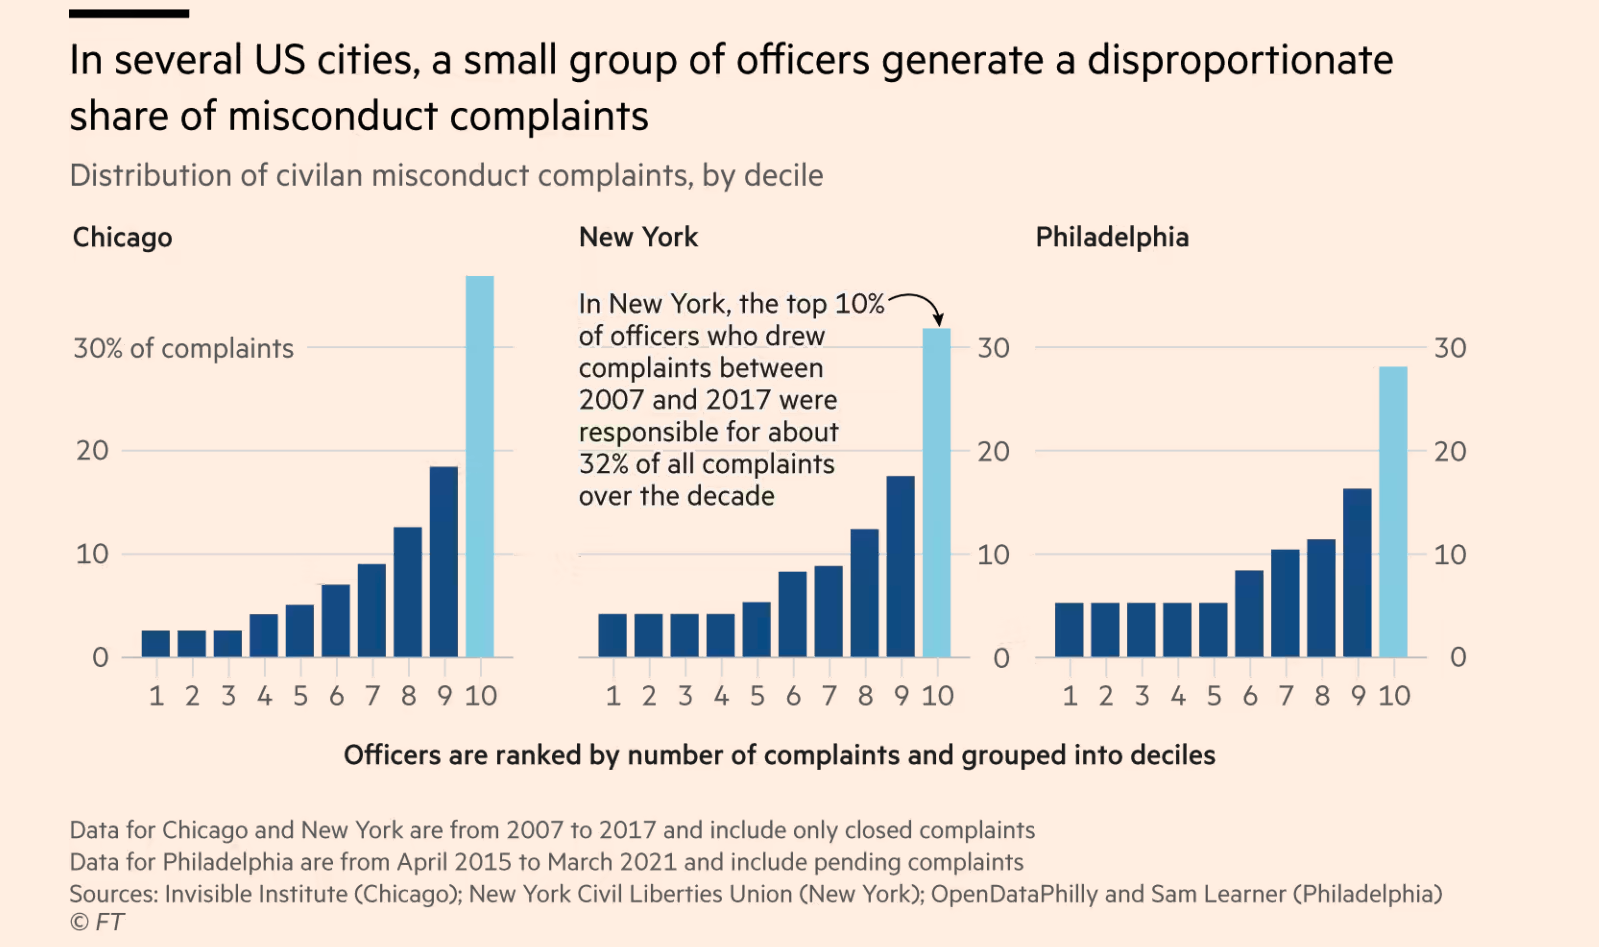 In several US cities, a small group of officers generate a disproportionate
share of misconduct complaints
Distribution of civilan misconduct complaints, by decile
Chicago
New York
Philadelphia
In New York, the top 10%
of officers who drew
complaints between
2007 and 2017 were
responsible for about
32% of all complaints
over the decade
30% of complaints
20
10
0
30
20
10
0
30
20
10
0
1 2 3 4 5 6 7 8 9 10
1 2 3 4 5 6 7 8 9 10
1 2 3 4 5 6 7 8 9 10
Officers are ranked by number of complaints and grouped into deciles
Data for Chicago and New York are from 2007 to 2017 and include only closed complaints
Data for Philadelphia are from April 2015 to March 2021 and include pending complaints
Sources: Invisible Institute (Chicago); New York Civil Liberties Union (New York); OpenDataPhilly and Sam Learner (Philadelphia)
© FT